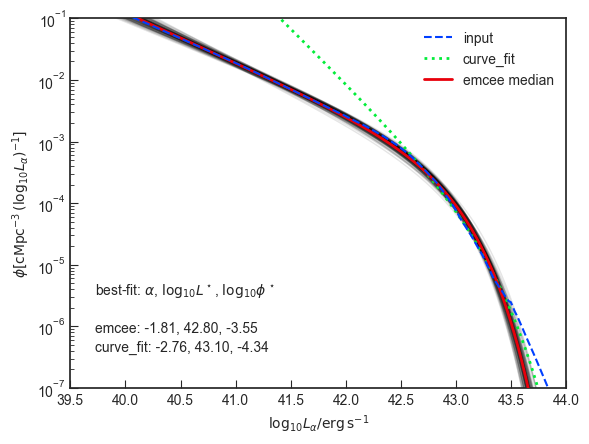 10⁻¹
10⁻²
10⁻³
10⁻⁴
10⁻⁵
10⁻⁶
10⁻⁷
ϕ[cMpc⁻³ (log₁₀Lα)⁻¹]
input
curve_fit
emcee median
best-fit: α, log₁₀L⋆, log₁₀ϕ⋆
emcee: -1.81, 42.80, -3.55
curve_fit: -2.76, 43.10, -4.34
39.5 40.0 40.5 41.0 41.5 42.0 42.5 43.0 43.5 44.0
log₁₀Lα/erg s⁻¹